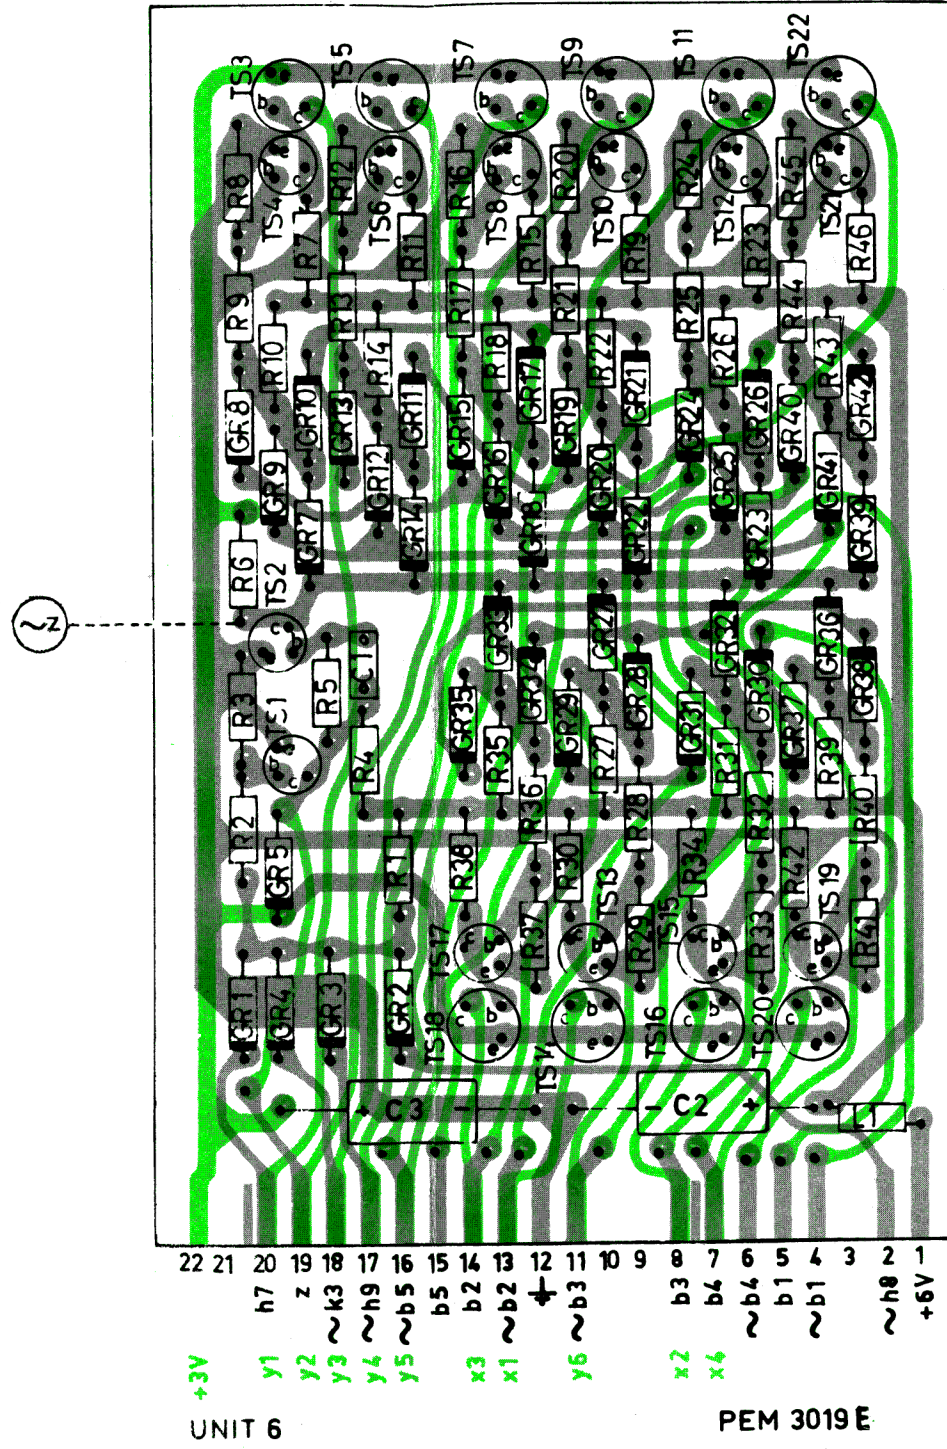 TS3
TS5
TS7
TS9
TS 11
TS22
R8
TS4
R12
TS6
R16
TS8
R20
TS10
R24
TS12
R45
TS21
R7
R11
R15
R19
R23
R46
R9
R13
R17
R21
R25
R44
R10
R14
R18
R22
R26
R43
GR8
GR10
GR13
GR11
GR15
GR17
GR19
GR21
GR24
GR26
GR40
GR42
GR9
GR12
GR16
GR20
GR25
GR41
GR7
GR14
GR18
GR22
GR23
GR39
R6
TS2
~z
GR33
GR27
GR32
GR36
R3
TS1
R5
C1
GR35
GR34
GR29
GR28
GR31
GR30
GR37
GR38
R4
R35
R27
R31
R39
R2
R36
R28
R32
R40
GR5
R1
R38
R30
R34
R42
TS17
R37
TS13
R29
TS15
R33
TS19
R41
GR1
GR4
GR3
GR2
TS18
TS14
TS16
TS20
+ C3 -
- C2 +
L1
22 21 20 19 18 17 16 15 14 13 12 11 10 9 8 7 6 5 4 3 2 1
h7 z ~k3 ~h9 ~b5 b5 b2 ~b2 ~b3 b3 b4 ~b4 b1 ~b1 ~h8 +6V
+3V y1 y2 y3 y4 y5 x3 x1 y6 x2 x4
UNIT 6
PEM 3019 E